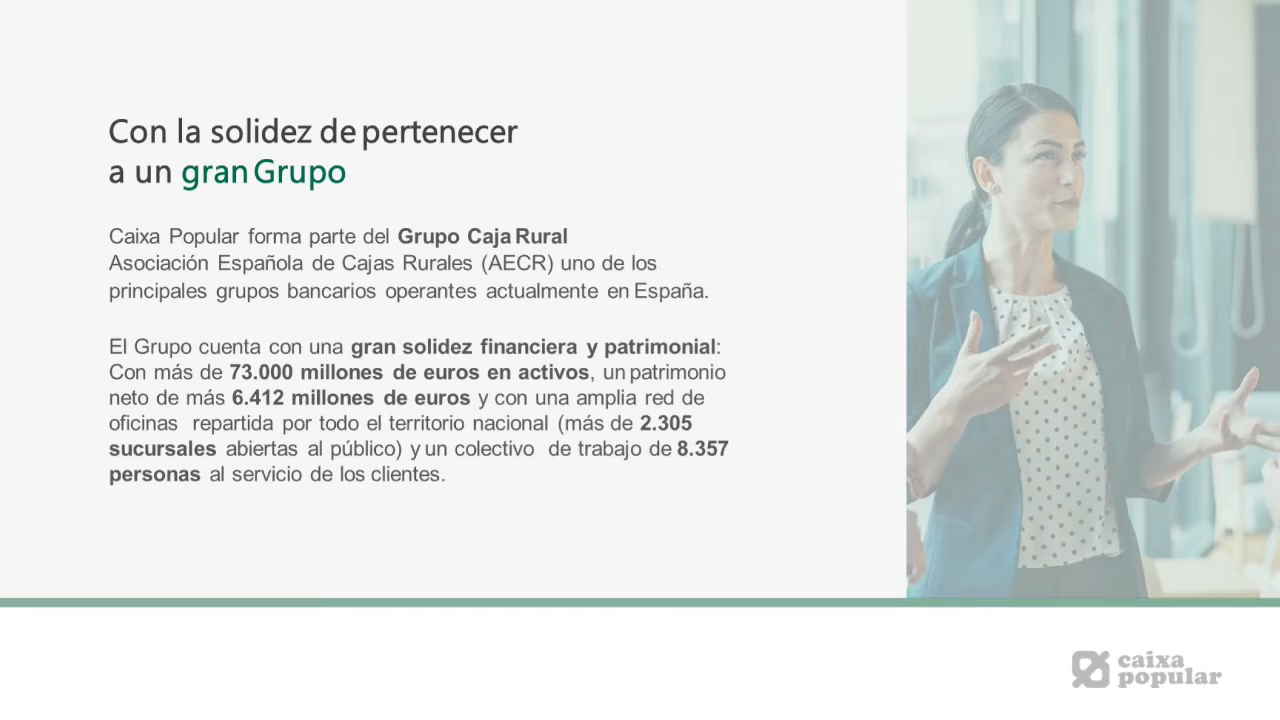 Con la solidez de pertenecer
a un gran Grupo
Caixa Popular forma parte del Grupo Caja Rural
Asociación Española de Cajas Rurales (AECR) uno de los
principales grupos bancarios operantes actualmente en España.
El Grupo cuenta con una gran solidez financiera y patrimonial:
Con más de 73.000 millones de euros en activos, un patrimonio
neto de más 6.412 millones de euros y con una amplia red de
oficinas repartida por todo el territorio nacional (más de 2.305
sucursales abiertas al público) y un colectivo de trabajo de 8.357
personas al servicio de los clientes.
caixa
popular